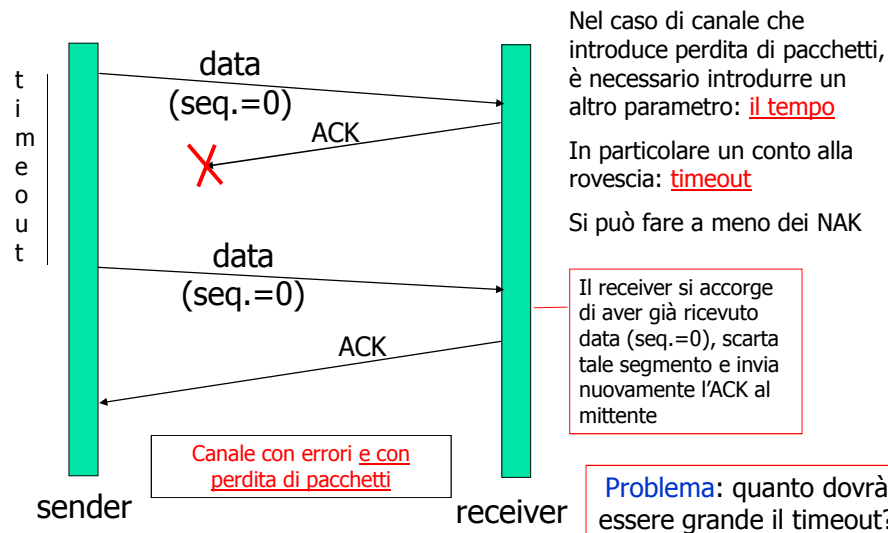 timeout
data
(seq.=0)
ACK
data
(seq.=0)
ACK
sender
receiver
Canale con errori e con
perdita di pacchetti
Nel caso di canale che
introduce perdita di pacchetti,
è necessario introdurre un
altro parametro: il tempo
In particolare un conto alla
rovescia: timeout
Si può fare a meno dei NAK
Il receiver si accorge
di aver già ricevuto
data (seq.=0), scarta
tale segmento e invia
nuovamente l'ACK al
mittente
Problema: quanto dovrà
essere grande il timeout?